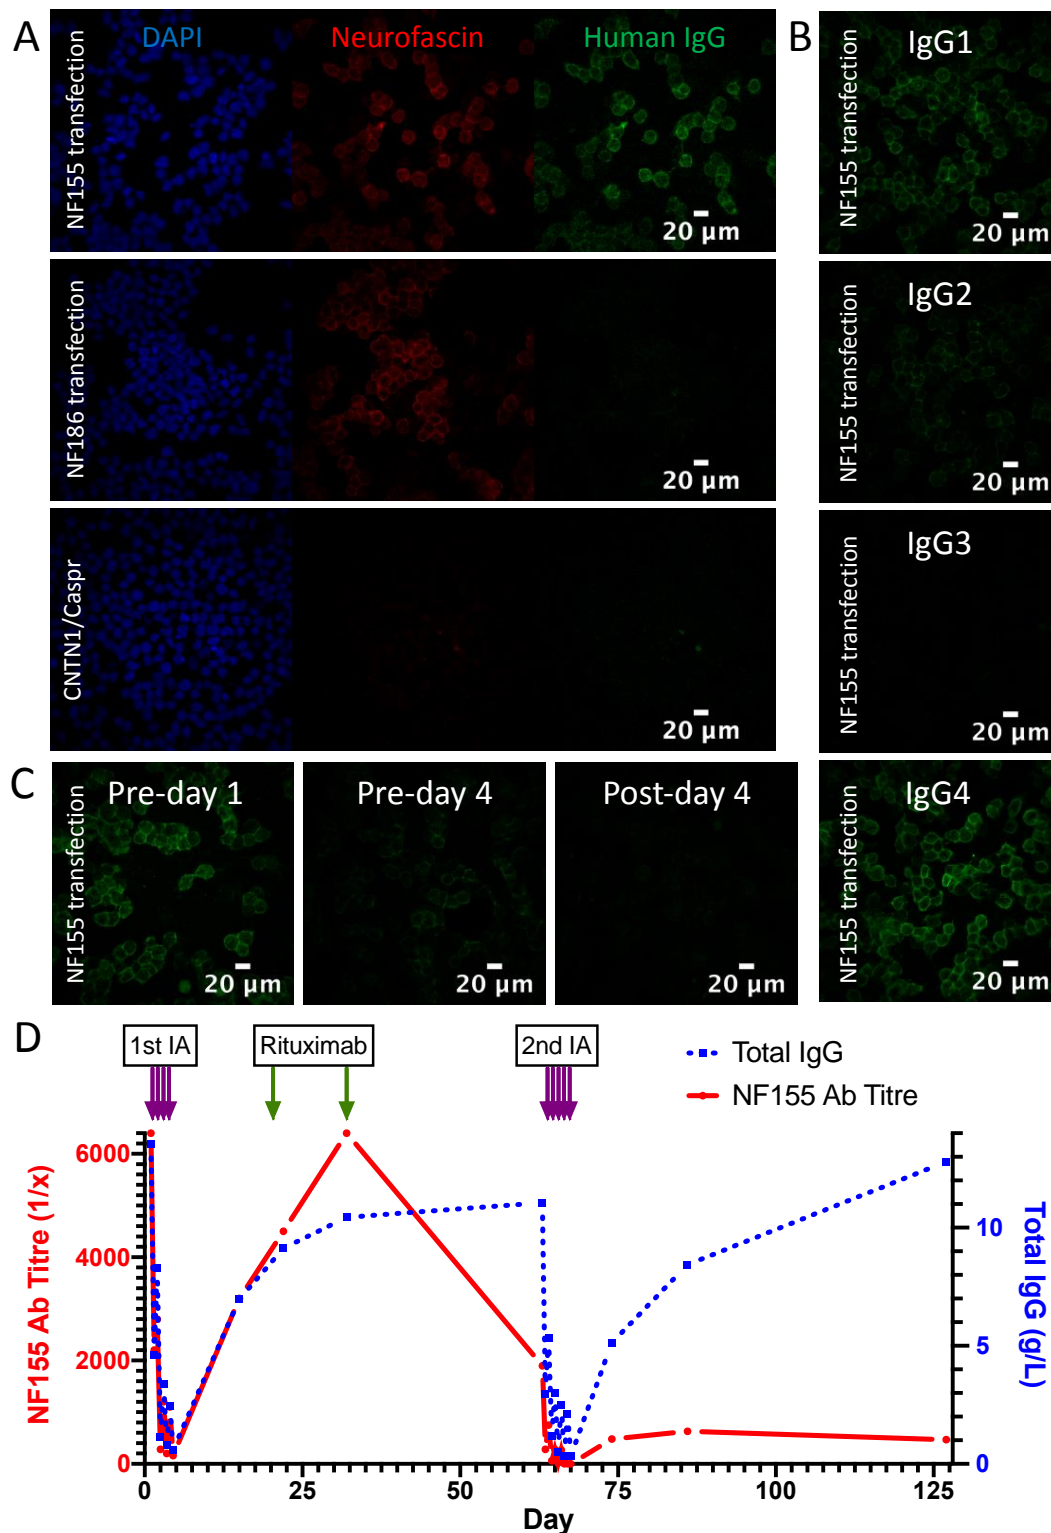 A
DAPI
Neurofascin
Human IgG
NF155 transfection
20 µm
NF186 transfection
20 µm
CNTN1/Caspr
20 µm
B
IgG1
NF155 transfection
20 µm
IgG2
NF155 transfection
20 µm
IgG3
NF155 transfection
20 µm
IgG4
NF155 transfection
20 µm
C
Pre-day 1
NF155 transfection
20 µm
Pre-day 4
20 µm
Post-day 4
20 µm
D
1st IA
Rituximab
2nd IA
Total IgG
NF155 Ab Titre
NF155 Ab Titre (1/x)
6000
4000
2000
0
Total IgG (g/L)
10
5
0
0
25
50
75
100
125
Day